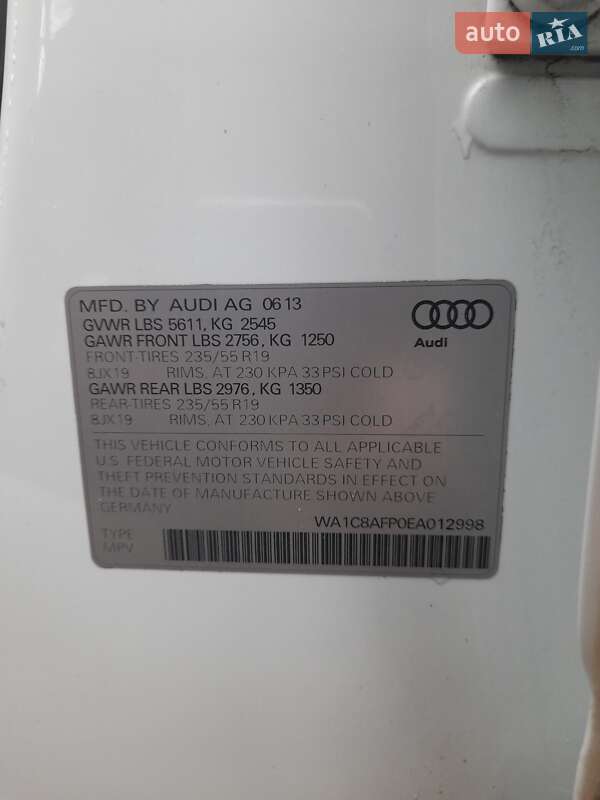 auto RIA.com
MFD. BY AUDI AG 0613
GVWR LBS 5611, KG 2545
GAWR FRONT LBS 2756, KG 1250
FRONT-TIRES 235/55 R19
8JX19 RIMS, AT 230 KPA 33 PSI COLD
GAWR REAR LBS 2976, KG 1350
REAR-TIRES 235/55 R19
8JX19 RIMS, AT 230 KPA 33 PSI COLD
Audi
THIS VEHICLE CONFORMS TO ALL APPLICABLE
U.S. FEDERAL MOTOR VEHICLE SAFETY AND
THEFT PREVENTION STANDARDS IN EFFECT ON
THE DATE OF MANUFACTURE SHOWN ABOVE
GERMANY
WA1C8AFP0EA012998
TYPE
MPV